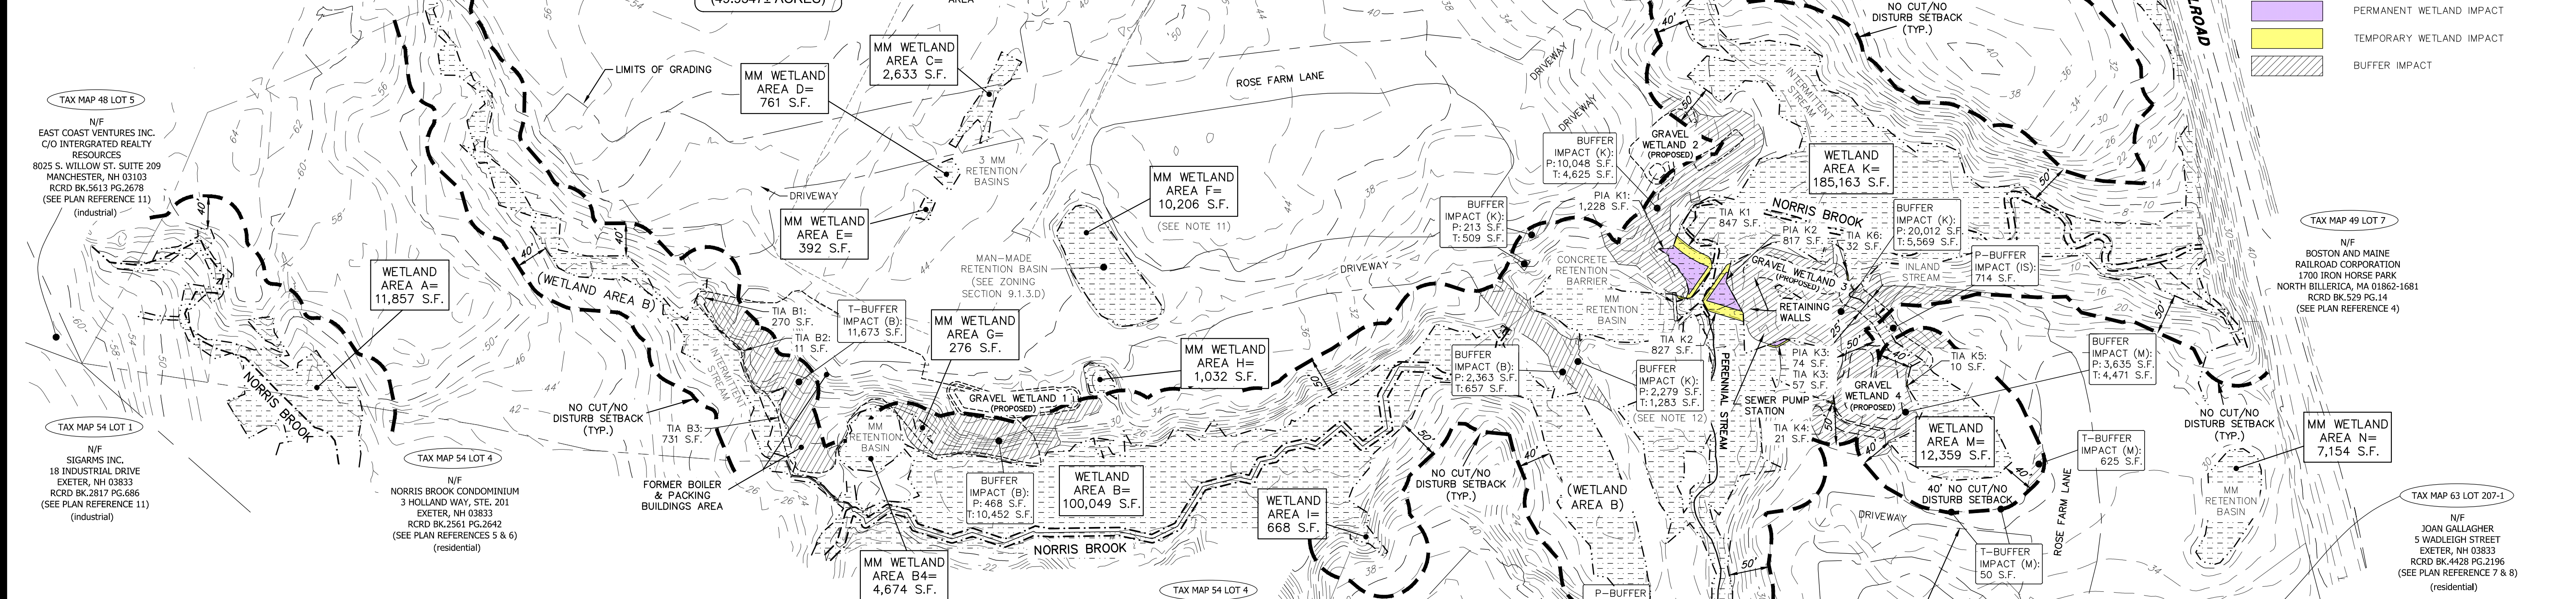 (49.9547± ACRES)
AREA
NO CUT/NO
DISTURB SETBACK
(TYP.)
PERMANENT WETLAND IMPACT
TEMPORARY WETLAND IMPACT
BUFFER IMPACT
LIMITS OF GRADING
MM WETLAND
AREA C=
2,633 S.F.
MM WETLAND
AREA D=
761 S.F.
ROSE FARM LANE
DRIVEWAY
DRIVEWAY
INTERMITTENT
STREAM
TAX MAP 48 LOT 5
N/F
EAST COAST VENTURES INC.
C/O INTERGRATED REALTY
RESOURCES
8025 S. WILLOW ST. SUITE 209
MANCHESTER, NH 03103
RCRD BK.5613 PG.2678
(SEE PLAN REFERENCE 11)
(industrial)
3 MM
RETENTION
BASINS
DRIVEWAY
MM WETLAND
AREA E=
392 S.F.
MM WETLAND
AREA F=
10,206 S.F.
(SEE NOTE 11)
MAN-MADE
RETENTION BASIN
(SEE ZONING
SECTION 9.1.3.D)
DRIVEWAY
BUFFER
IMPACT (K):
P: 10,048 S.F.
T: 4,625 S.F.
GRAVEL
WETLAND 2
(PROPOSED)
WETLAND
AREA K=
185,163 S.F.
PIA K1:
1,228 S.F.
BUFFER
IMPACT (K):
P: 213 S.F.
T: 509 S.F.
TIA K1
847 S.F.
NORRIS BROOK
PIA K2
817 S.F.
TIA K6:
32 S.F.
BUFFER
IMPACT (K):
P: 20,012 S.F.
T: 5,569 S.F.
P-BUFFER
IMPACT (IS):
714 S.F.
INLAND
STREAM
GRAVEL WETLAND 3
(PROPOSED)
RETAINING
WALLS
CONCRETE
RETENTION
BARRIER
MM
RETENTION
BASIN
TAX MAP 49 LOT 7
N/F
BOSTON AND MAINE
RAILROAD CORPORATION
1700 IRON HORSE PARK
NORTH BILLERICA, MA 01862-1681
RCRD BK.529 PG.14
(SEE PLAN REFERENCE 4)
WETLAND
AREA A=
11,857 S.F.
NORRIS BROOK
(WETLAND AREA B)
TIA B1:
270 S.F.
TIA B2:
11 S.F.
T-BUFFER
IMPACT (B):
11,673 S.F.
MM WETLAND
AREA G=
276 S.F.
MM WETLAND
AREA H=
1,032 S.F.
INTERMITTENT
STREAM
GRAVEL WETLAND 1
(PROPOSED)
NO CUT/NO
DISTURB SETBACK
(TYP.)
TIA B3:
731 S.F.
MM
RETENTION
BASIN
FORMER BOILER
& PACKING
BUILDINGS AREA
BUFFER
IMPACT (B):
P: 468 S.F.
T: 10,452 S.F.
WETLAND
AREA B=
100,049 S.F.
NORRIS BROOK
MM WETLAND
AREA B4=
4,674 S.F.
BUFFER
IMPACT (B):
P: 2,363 S.F.
T: 657 S.F.
BUFFER
IMPACT (K):
P: 2,279 S.F.
T: 1,283 S.F.
(SEE NOTE 12)
TIA K2
827 S.F.
PERENNIAL STREAM
PIA K3:
74 S.F.
TIA K3:
57 S.F.
SEWER PUMP
STATION
TIA K4:
21 S.F.
GRAVEL
WETLAND 4
(PROPOSED)
TIA K5:
10 S.F.
BUFFER
IMPACT (M):
P: 3,635 S.F.
T: 4,471 S.F.
WETLAND
AREA M=
12,359 S.F.
T-BUFFER
IMPACT (M):
625 S.F.
40' NO CUT/NO
DISTURB SETBACK
DRIVEWAY
T-BUFFER
IMPACT (M):
50 S.F.
ROSE FARM LANE
NO CUT/NO
DISTURB SETBACK
(TYP.)
WETLAND
AREA I=
668 S.F.
(WETLAND
AREA B)
P-BUFFER
NO CUT/NO
DISTURB SETBACK
(TYP.)
MM WETLAND
AREA N=
7,154 S.F.
MM
RETENTION
BASIN
TAX MAP 54 LOT 1
N/F
SIGARMS INC.
18 INDUSTRIAL DRIVE
EXETER, NH 03833
RCRD BK.2817 PG.686
(SEE PLAN REFERENCE 11)
(industrial)
TAX MAP 54 LOT 4
N/F
NORRIS BROOK CONDOMINIUM
3 HOLLAND WAY, STE. 201
EXETER, NH 03833
RCRD BK.2561 PG.2642
(SEE PLAN REFERENCES 5 & 6)
(residential)
TAX MAP 54 LOT 4
TAX MAP 63 LOT 207-1
N/F
JOAN GALLAGHER
5 WADLEIGH STREET
EXETER, NH 03833
RCRD BK.4428 PG.2196
(SEE PLAN REFERENCE 7 & 8)
(residential)